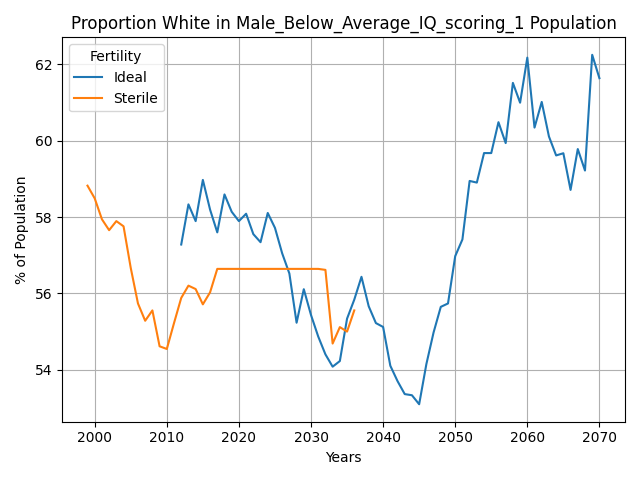 Proportion White in Male_Below_Average_IQ_scoring_1 Population
Fertility
Ideal
Sterile
% of Population
62
60
58
56
54
2000 2010 2020 2030 2040 2050 2060 2070
Years